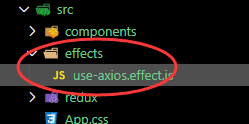 src
components
effects
JS use-axios.effect.js
redux
App.css